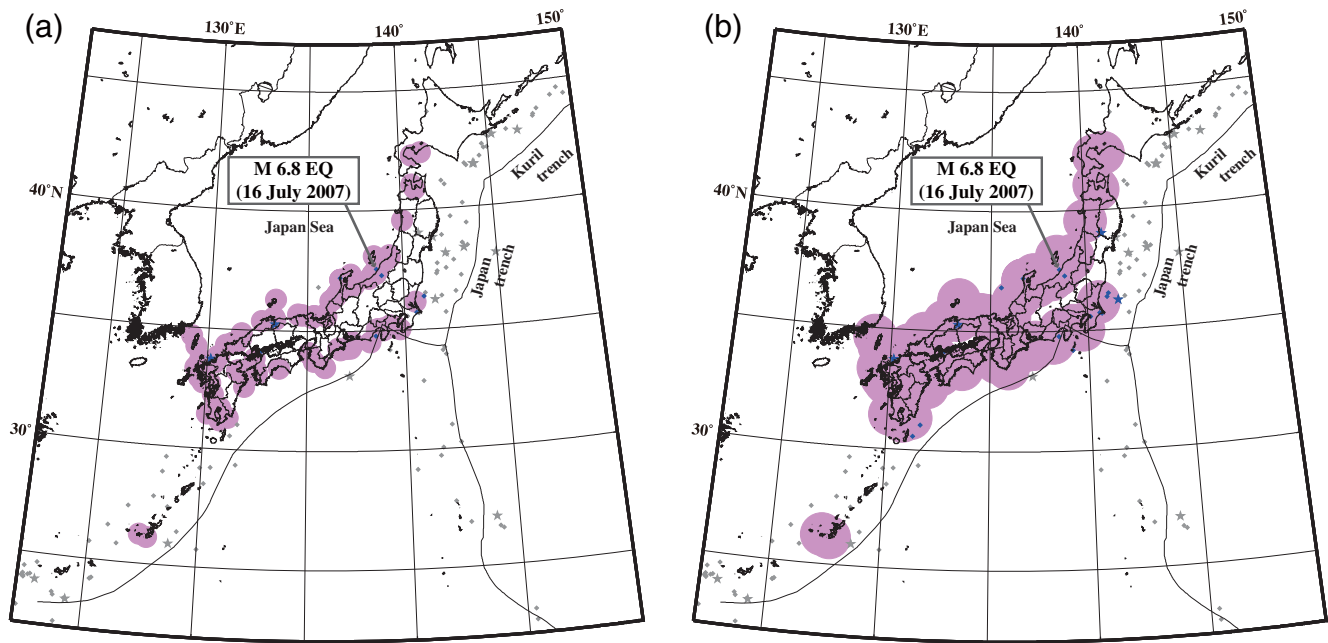 (a)
130˚E
140˚
150˚
M 6.8 EQ
(16 July 2007)
Japan Sea
40˚N
30˚
Kuril
trench
Japan
trench
(b)
130˚E
140˚
150˚
M 6.8 EQ
(16 July 2007)
Japan Sea
40˚N
30˚
Kuril
trench
Japan
trench